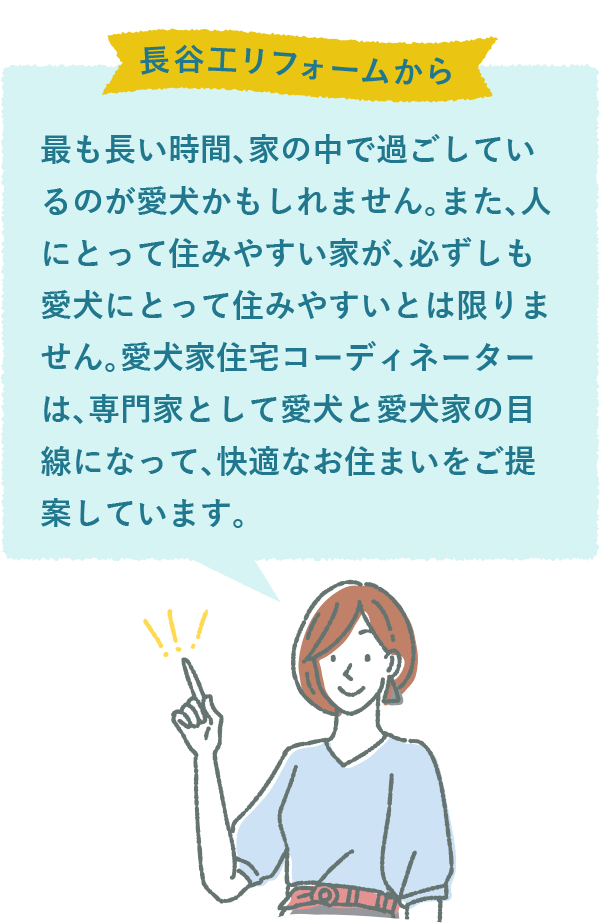 長谷工リフォームから
最も長い時間、家の中で過ごしてい
るのが愛犬かもしれません。また、人
にとって住みやすい家が、必ずしも
愛犬にとって住みやすいとは限りま
せん。愛犬家住宅コーディネーター
は、専門家として愛犬と愛犬家の目
線になって、快適なお住まいをご提
案しています。